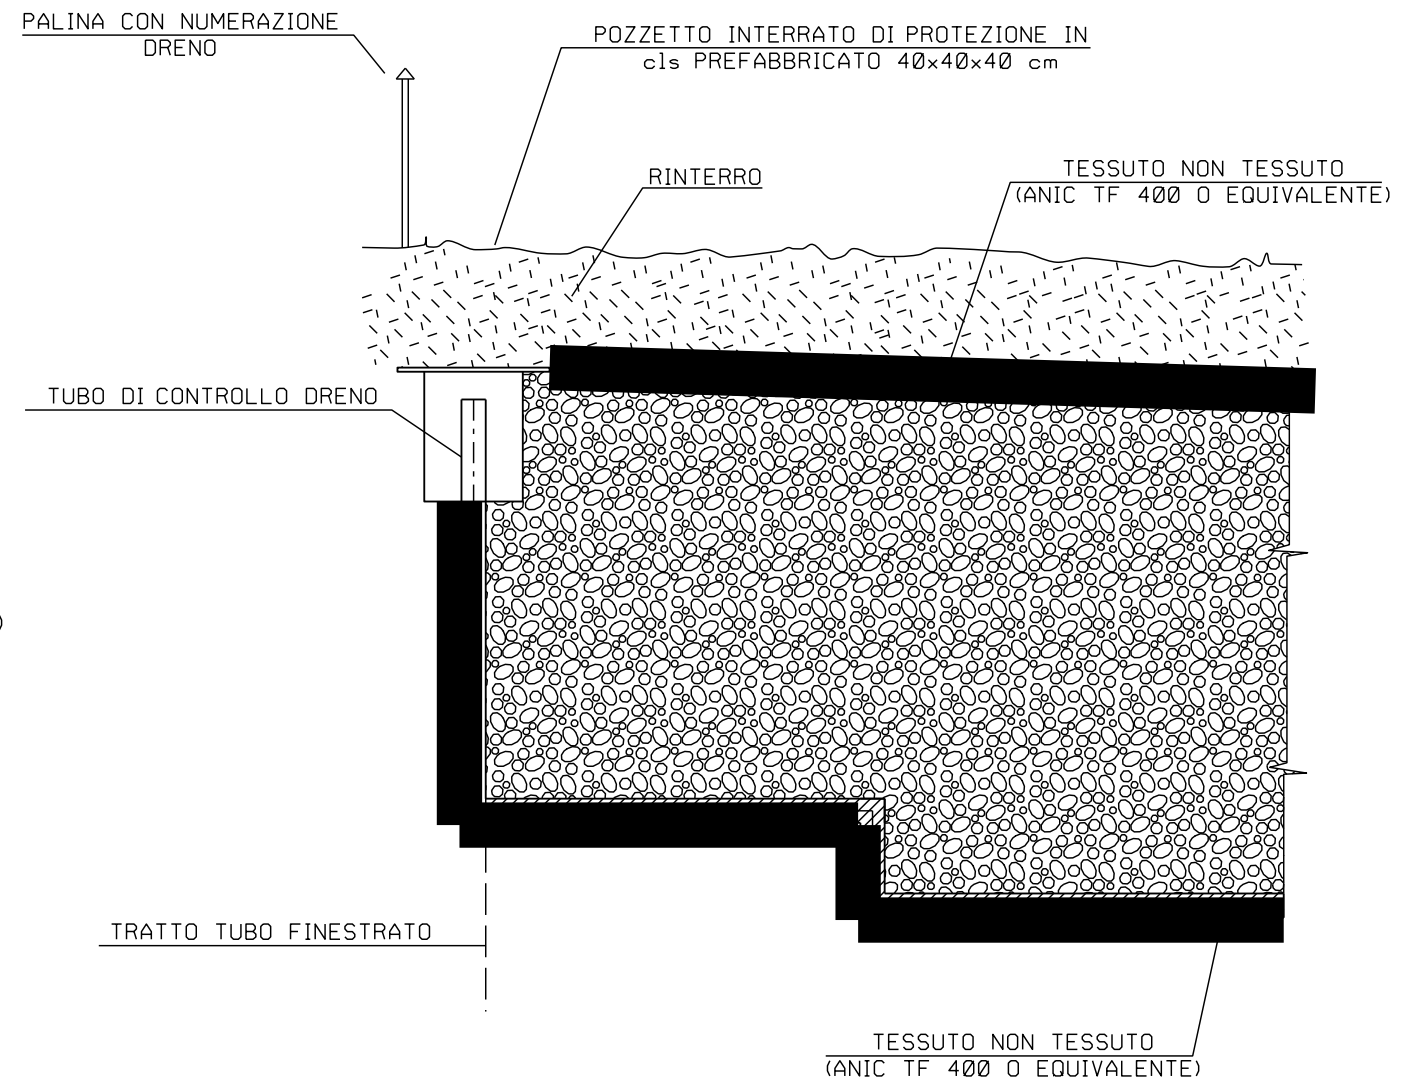 PALINA CON NUMERAZIONE
DRENO
POZZETTO INTERRATO DI PROTEZIONE IN
cls PREFABBRICATO 40x40x40 cm
RINTERRO
TESSUTO NON TESSUTO
(ANIC TF 400 O EQUIVALENTE)
TUBO DI CONTROLLO DRENO
)
TRATTO TUBO FINESTRATO
TESSUTO NON TESSUTO
(ANIC TF 400 O EQUIVALENTE)